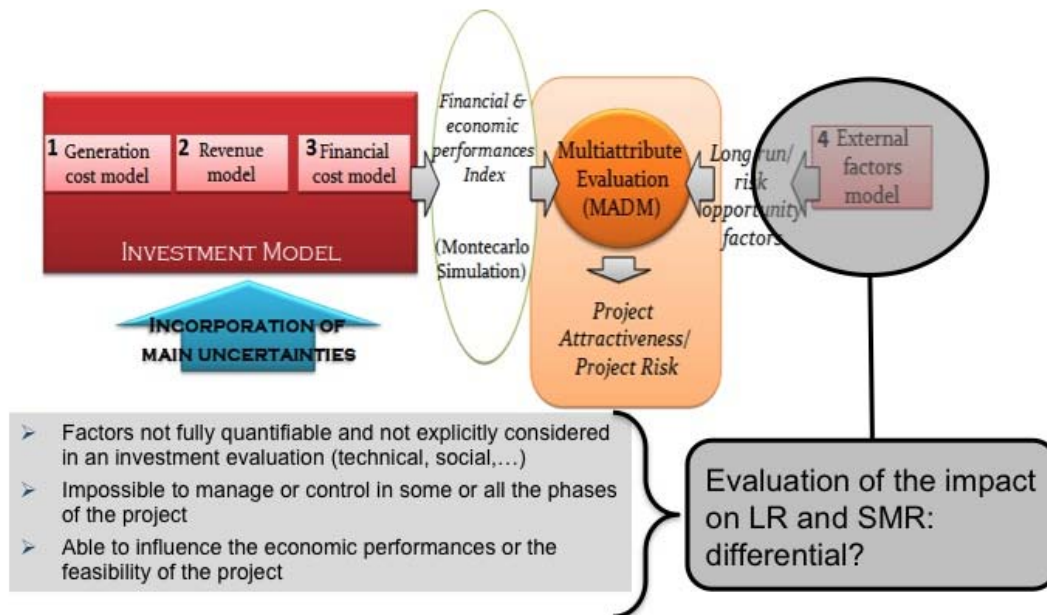 1 Generation
cost model
2 Revenue
model
3 Financial
cost model
INVESTMENT MODEL
INCORPORATION OF
MAIN UNCERTAINTIES
Financial &
economic
performances
Index
(Montecarlo
Simulation)
Multiattribute
Evaluation
(MADM)
Project
Attractiveness/
Project Risk
Long run/
risk
opportunity
factors
4 External
factors
model
Factors not fully quantifiable and not explicitly considered
in an investment evaluation (technical, social,...)
Impossible to manage or control in some or all the phases
of the project
Able to influence the economic performances or the
feasibility of the project
Evaluation of the impact
on LR and SMR:
differential?